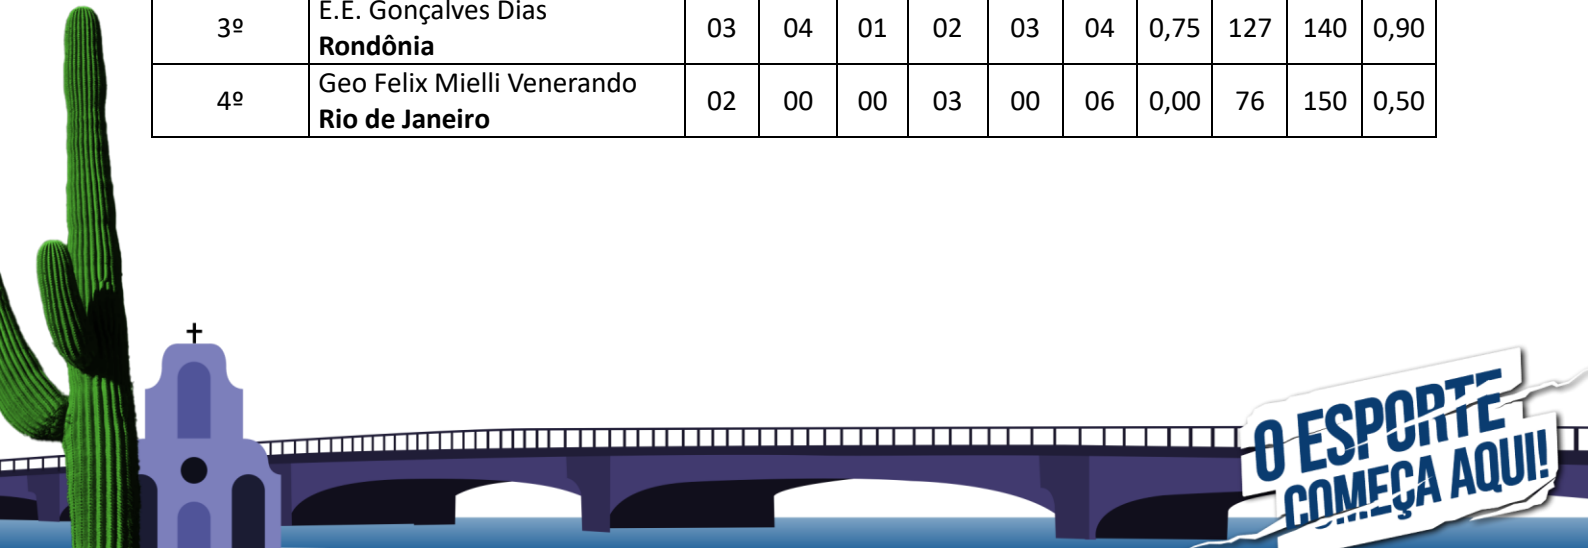 3º E.E. Gonçalves Dias 03 04 01 02 03 04 0,75 127 140 0,90
Rondônia
4º Geo Felix Mielli Venerando 02 00 00 03 00 06 0,00 76 150 0,50
Rio de Janeiro
O ESPORTE
COMEÇA AQUI!